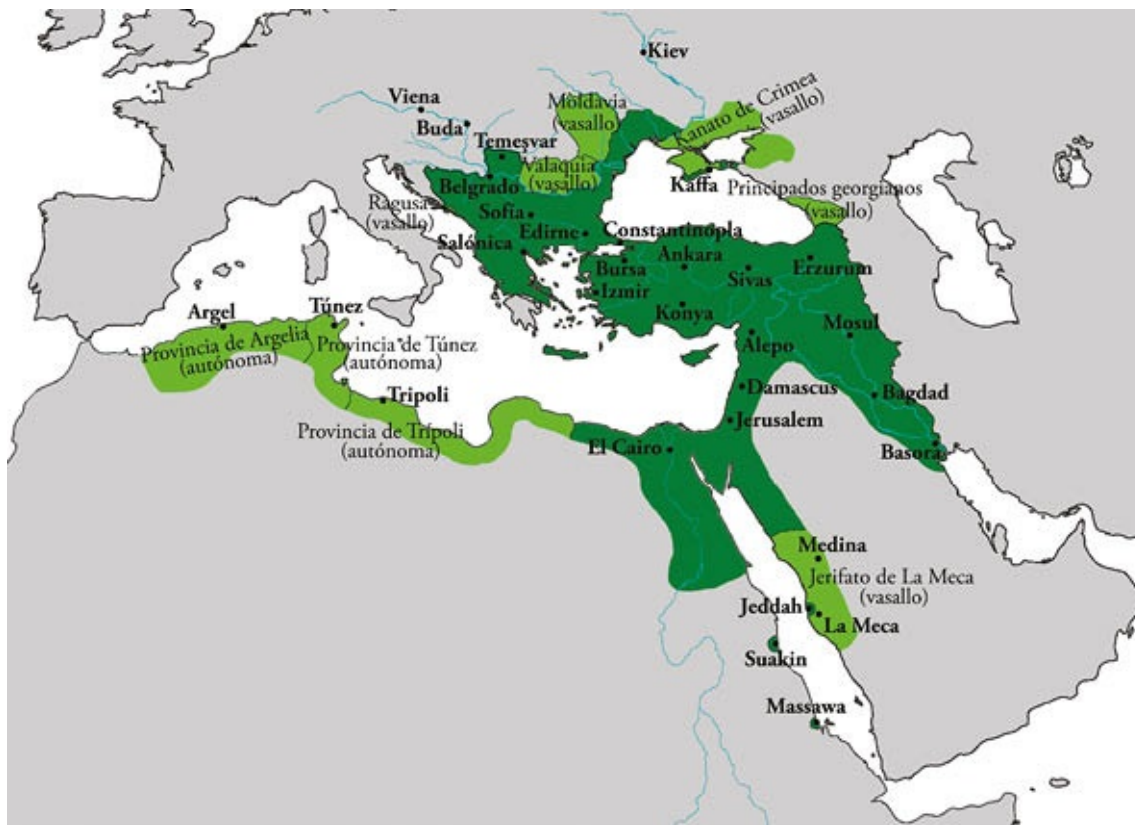 Kiev
Viena
Buda
Moldavia
(vasallo)
Kanato de Crimea
(vasallo)
Temeşvar
Valaquia
(vasallo)
Belgrado
Kaffa
Ragusa
(vasallo)
Principados georgianos
(vasallo)
Sofía
Edirne
Constantinopla
Salónica
Bursa
Ankara
Sivas
Erzurum
Izmir
Konya
Mosul
Argel
Túnez
Provincia de Argelia
(autónoma)
Provincia de Túnez
(autónoma)
Alepo
Damascus
Bagdad
Tripoli
Jerusalem
Provincia de Trípoli
(autónoma)
El Cairo
Basora
Medina
Jerifato de La Meca
(vasallo)
Jeddah
La Meca
Suakin
Massawa